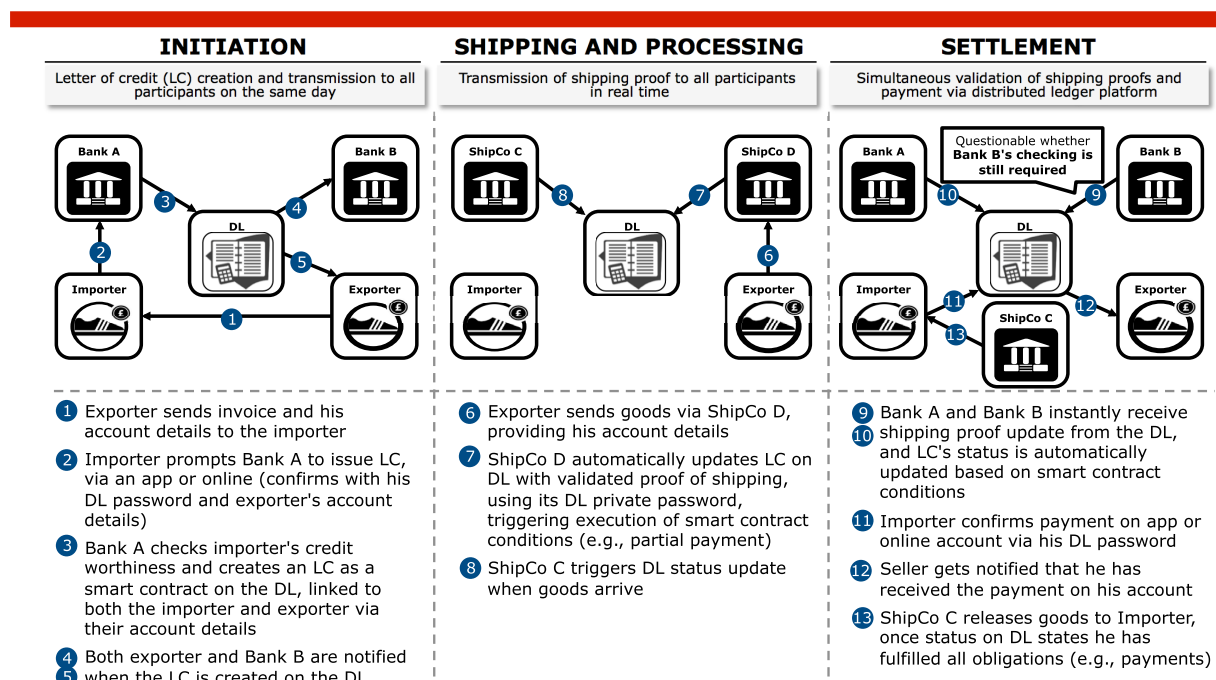 INITIATION
Letter of credit (LC) creation and transmission to all
participants on the same day
Bank A
Bank B
3
4
DL
2
5
Importer
Exporter
£
£
1
1 Exporter sends invoice and his
account details to the importer
2 Importer prompts Bank A to issue LC,
via an app or online (confirms with his
DL password and exporter's account
details)
3 Bank A checks importer's credit
worthiness and creates an LC as a
smart contract on the DL, linked to
both the importer and exporter via
their account details
4 Both exporter and Bank B are notified
5 when the LC is created on the DL
SHIPPING AND PROCESSING
Transmission of shipping proof to all participants
in real time
ShipCo C
ShipCo D
8
7
DL
6
Importer
Exporter
£
£
6 Exporter sends goods via ShipCo D,
providing his account details
7 ShipCo D automatically updates LC on
DL with validated proof of shipping,
using its DL private password,
triggering execution of smart contract
conditions (e.g., partial payment)
8 ShipCo C triggers DL status update
when goods arrive
SETTLEMENT
Simultaneous validation of shipping proofs and
payment via distributed ledger platform
Questionable whether
Bank B's checking is
still required
Bank A
Bank B
10
9
DL
Importer
Exporter
£
£
11
12
13
ShipCo C
9 Bank A and Bank B instantly receive
10 shipping proof update from the DL,
and LC's status is automatically
updated based on smart contract
conditions
11 Importer confirms payment on app or
online account via his DL password
12 Seller gets notified that he has
received the payment on his account
13 ShipCo C releases goods to Importer,
once status on DL states he has
fulfilled all obligations (e.g., payments)